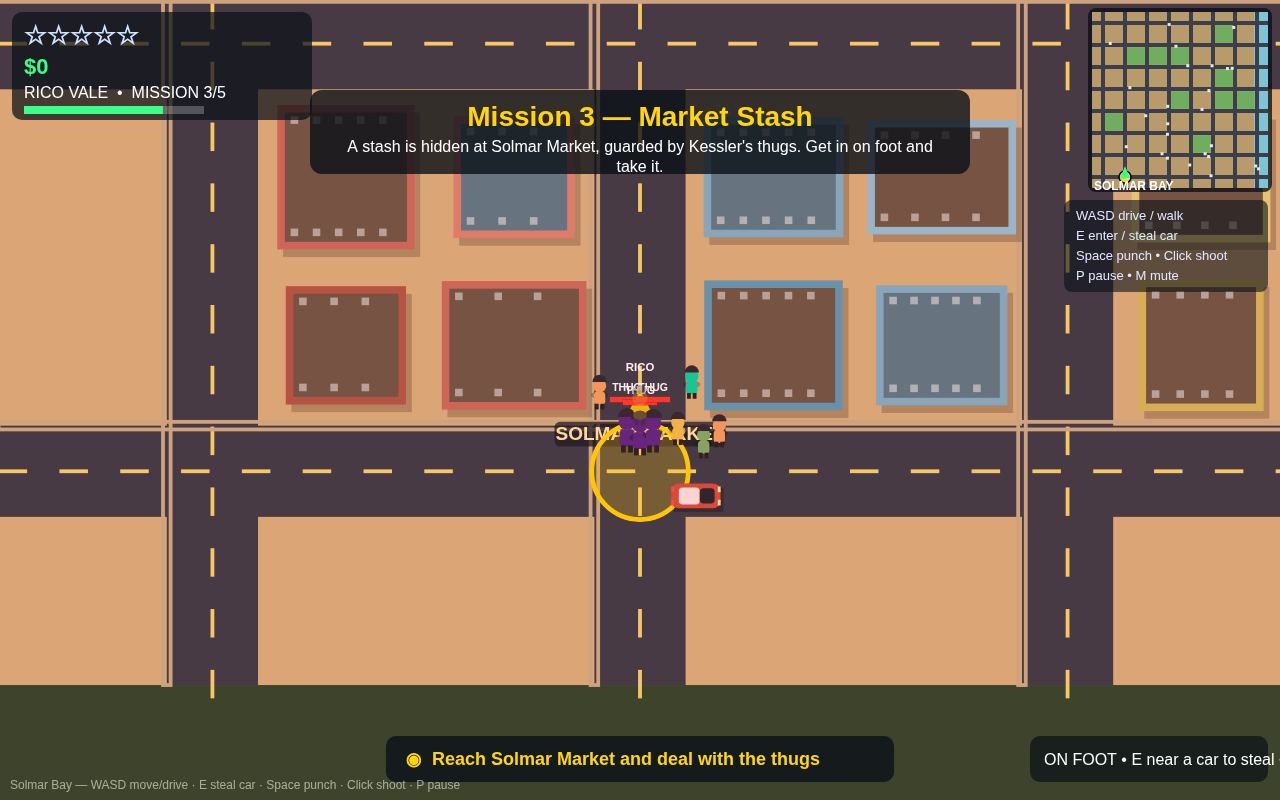 $0
RICO VALE • MISSION 3/5
Mission 3 — Market Stash
A stash is hidden at Solmar Market, guarded by Kessler's thugs. Get in on foot and
take it.
SOLMAR BAY
WASD drive / walk
E enter / steal car
Space punch • Click shoot
P pause • M mute
RICO
THUG
Reach Solmar Market and deal with the thugs
ON FOOT • E near a car to steal
Solmar Bay — WASD move/drive · E steal car · Space punch · Click shoot · P pause